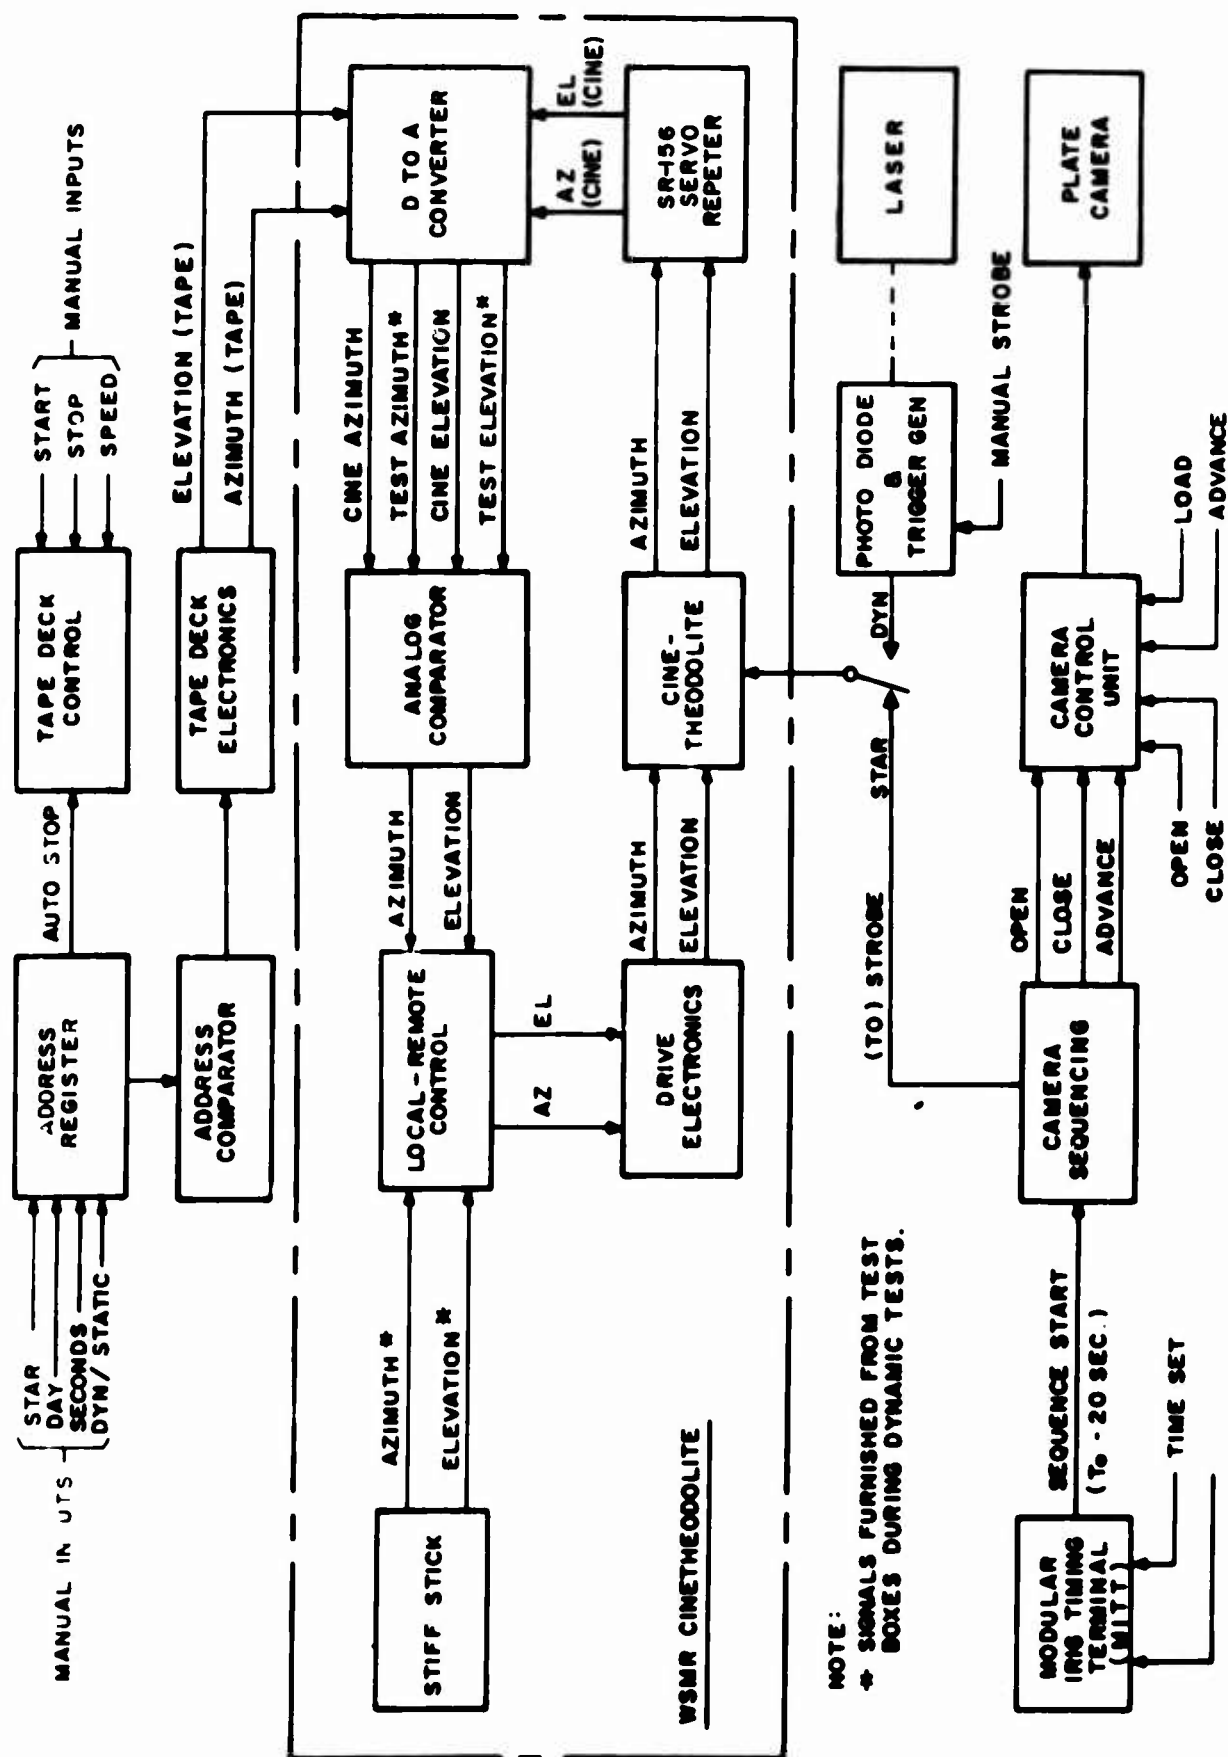 MANUAL IN UTS
STAR
DAY
SECONDS
DYN/STATIC
ADDRESS
REGISTER
AUTO STOP
TAPE DECK
CONTROL
START
STOP
SPEED
MANUAL INPUTS
ADDRESS
COMPARATOR
TAPE DECK
ELECTRONICS
ELEVATION (TAPE)
AZIMUTH (TAPE)
STIFF STICK
AZIMUTH*
ELEVATION*
LOCAL-REMOTE
CONTROL
AZIMUTH
ELEVATION
ANALOG
COMPARATOR
CINE AZIMUTH
TEST AZIMUTH*
CINE ELEVATION
TEST ELEVATION*
D TO A
CONVERTER
AZ
EL
AZ
(CINE)
EL
(CINE)
DRIVE
ELECTRONICS
AZIMUTH
ELEVATION
CINE-
THEODOLITE
AZIMUTH
ELEVATION
SR-156
SERVO
REPETER
WSMR CINETHEODOLITE
NOTE:
* SIGNALS FURNISHED FROM TEST
BOXES DURING DYNAMIC TESTS.
(TO) STROBE
STAR
DYN
PHOTO DIODE
&
TRIGGER GEN
MANUAL STROBE
LASER
MODULAR
IRIG TIMING
TERMINAL
(MITT)
TIME SET
SEQUENCE START
(To -20 SEC.)
CAMERA
SEQUENCING
OPEN
CLOSE
ADVANCE
CAMERA
CONTROL
UNIT
OPEN
CLOSE
LOAD
ADVANCE
PLATE
CAMERA